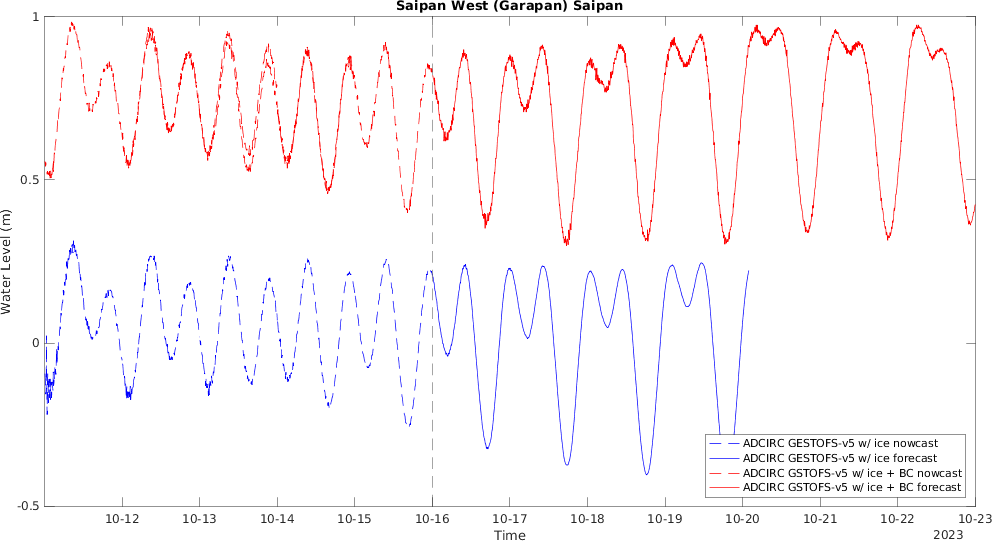 Saipan West (Garapan) Saipan
1
0.5
0
-0.5
Water Level (m)
ADCIRC GESTOFS-v5 w/ ice nowcast
ADCIRC GESTOFS-v5 w/ ice forecast
ADCIRC GSTOFS-v5 w/ ice + BC nowcast
ADCIRC GSTOFS-v5 w/ ice + BC forecast
10-12 10-13 10-14 10-15 10-16 10-17 10-18 10-19 10-20 10-21 10-22 10-23
Time
2023